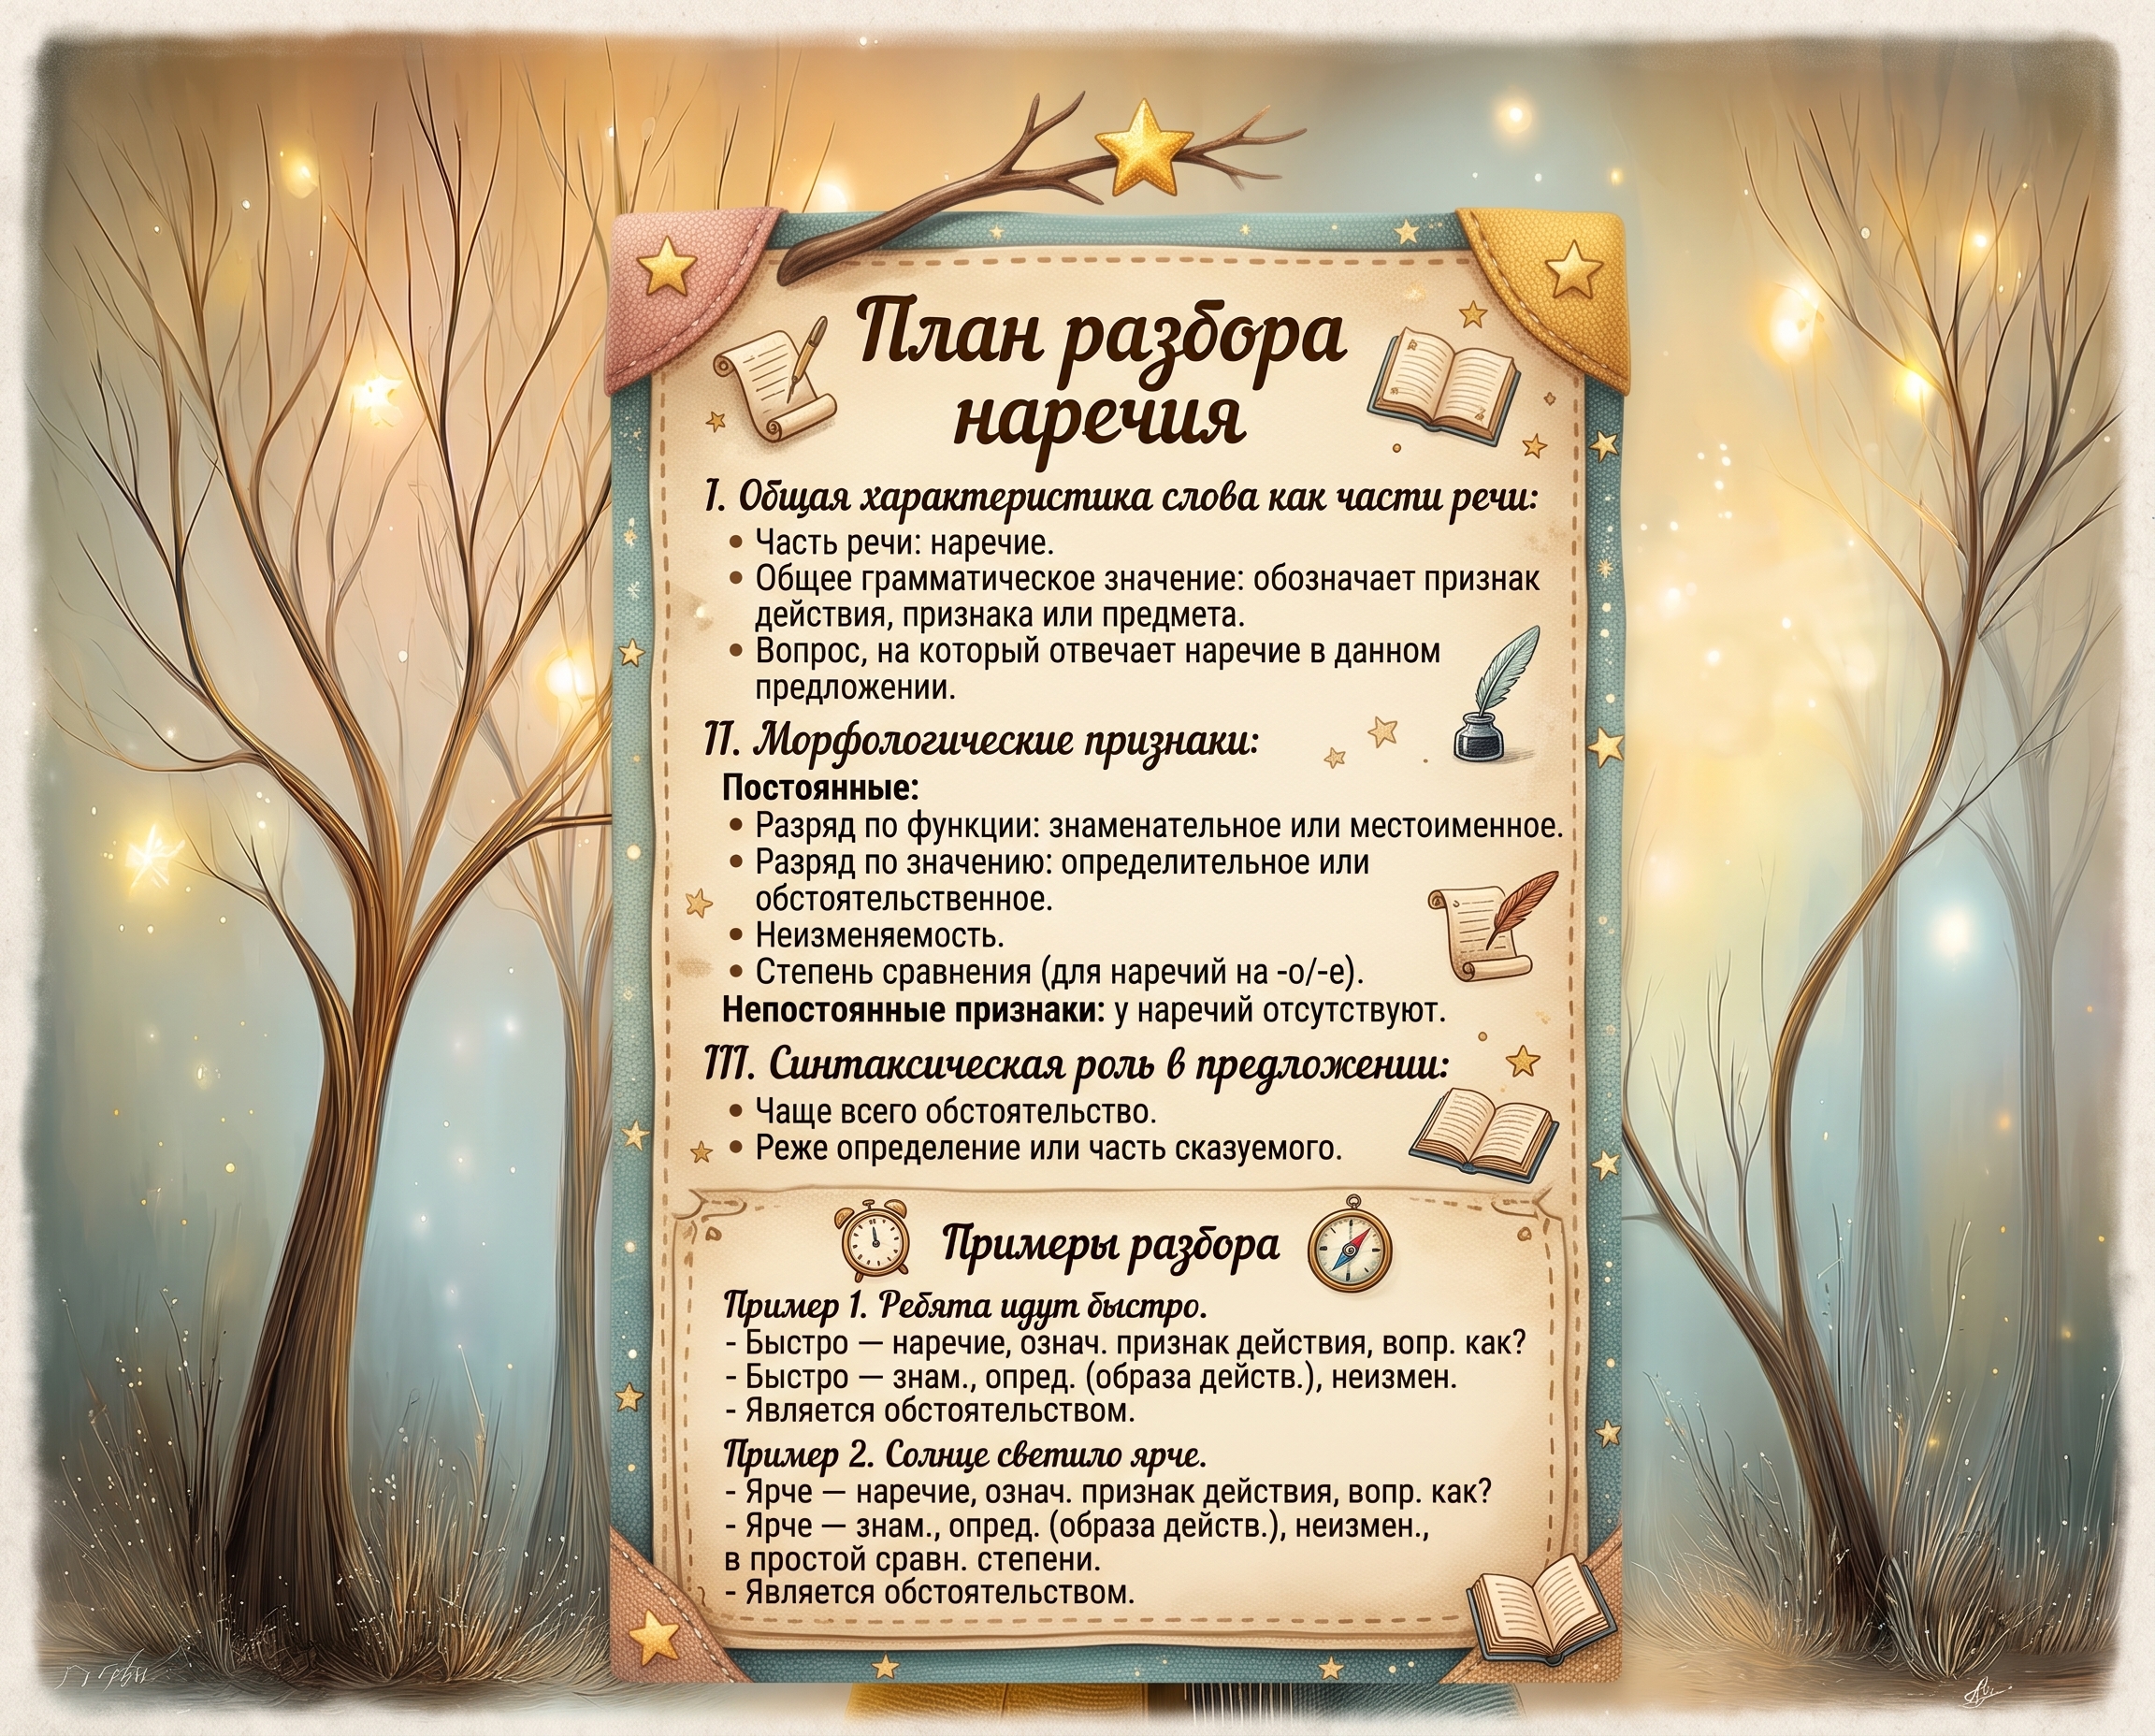 План разбора
наречия
I. Общая характеристика слова как части речи:
• Часть речи: наречие.
• Общее грамматическое значение: обозначает признак
действия, признака или предмета.
• Вопрос, на который отвечает наречие в данном
предложении.
II. Морфологические признаки:
Постоянные:
• Разряд по функции: знаменательное или местоименное.
• Разряд по значению: определительное или
обстоятельственное.
• Неизменяемость.
• Степень сравнения (для наречий на -о/-е).
Непостоянные признаки: у наречий отсутствуют.
III. Синтаксическая роль в предложении:
• Чаще всего обстоятельство.
• Реже определение или часть сказуемого.
Примеры разбора
Пример 1. Ребята идут быстро.
- Быстро — наречие, означ. признак действия, вопр. как?
- Быстро — знам., опред. (образа действ.), неизмен.
- Является обстоятельством.
Пример 2. Солнце светило ярче.
- Ярче — наречие, означ. признак действия, вопр. как?
- Ярче — знам., опред. (образа действ.), неизмен.,
в простой сравн. степени.
- Является обстоятельством.